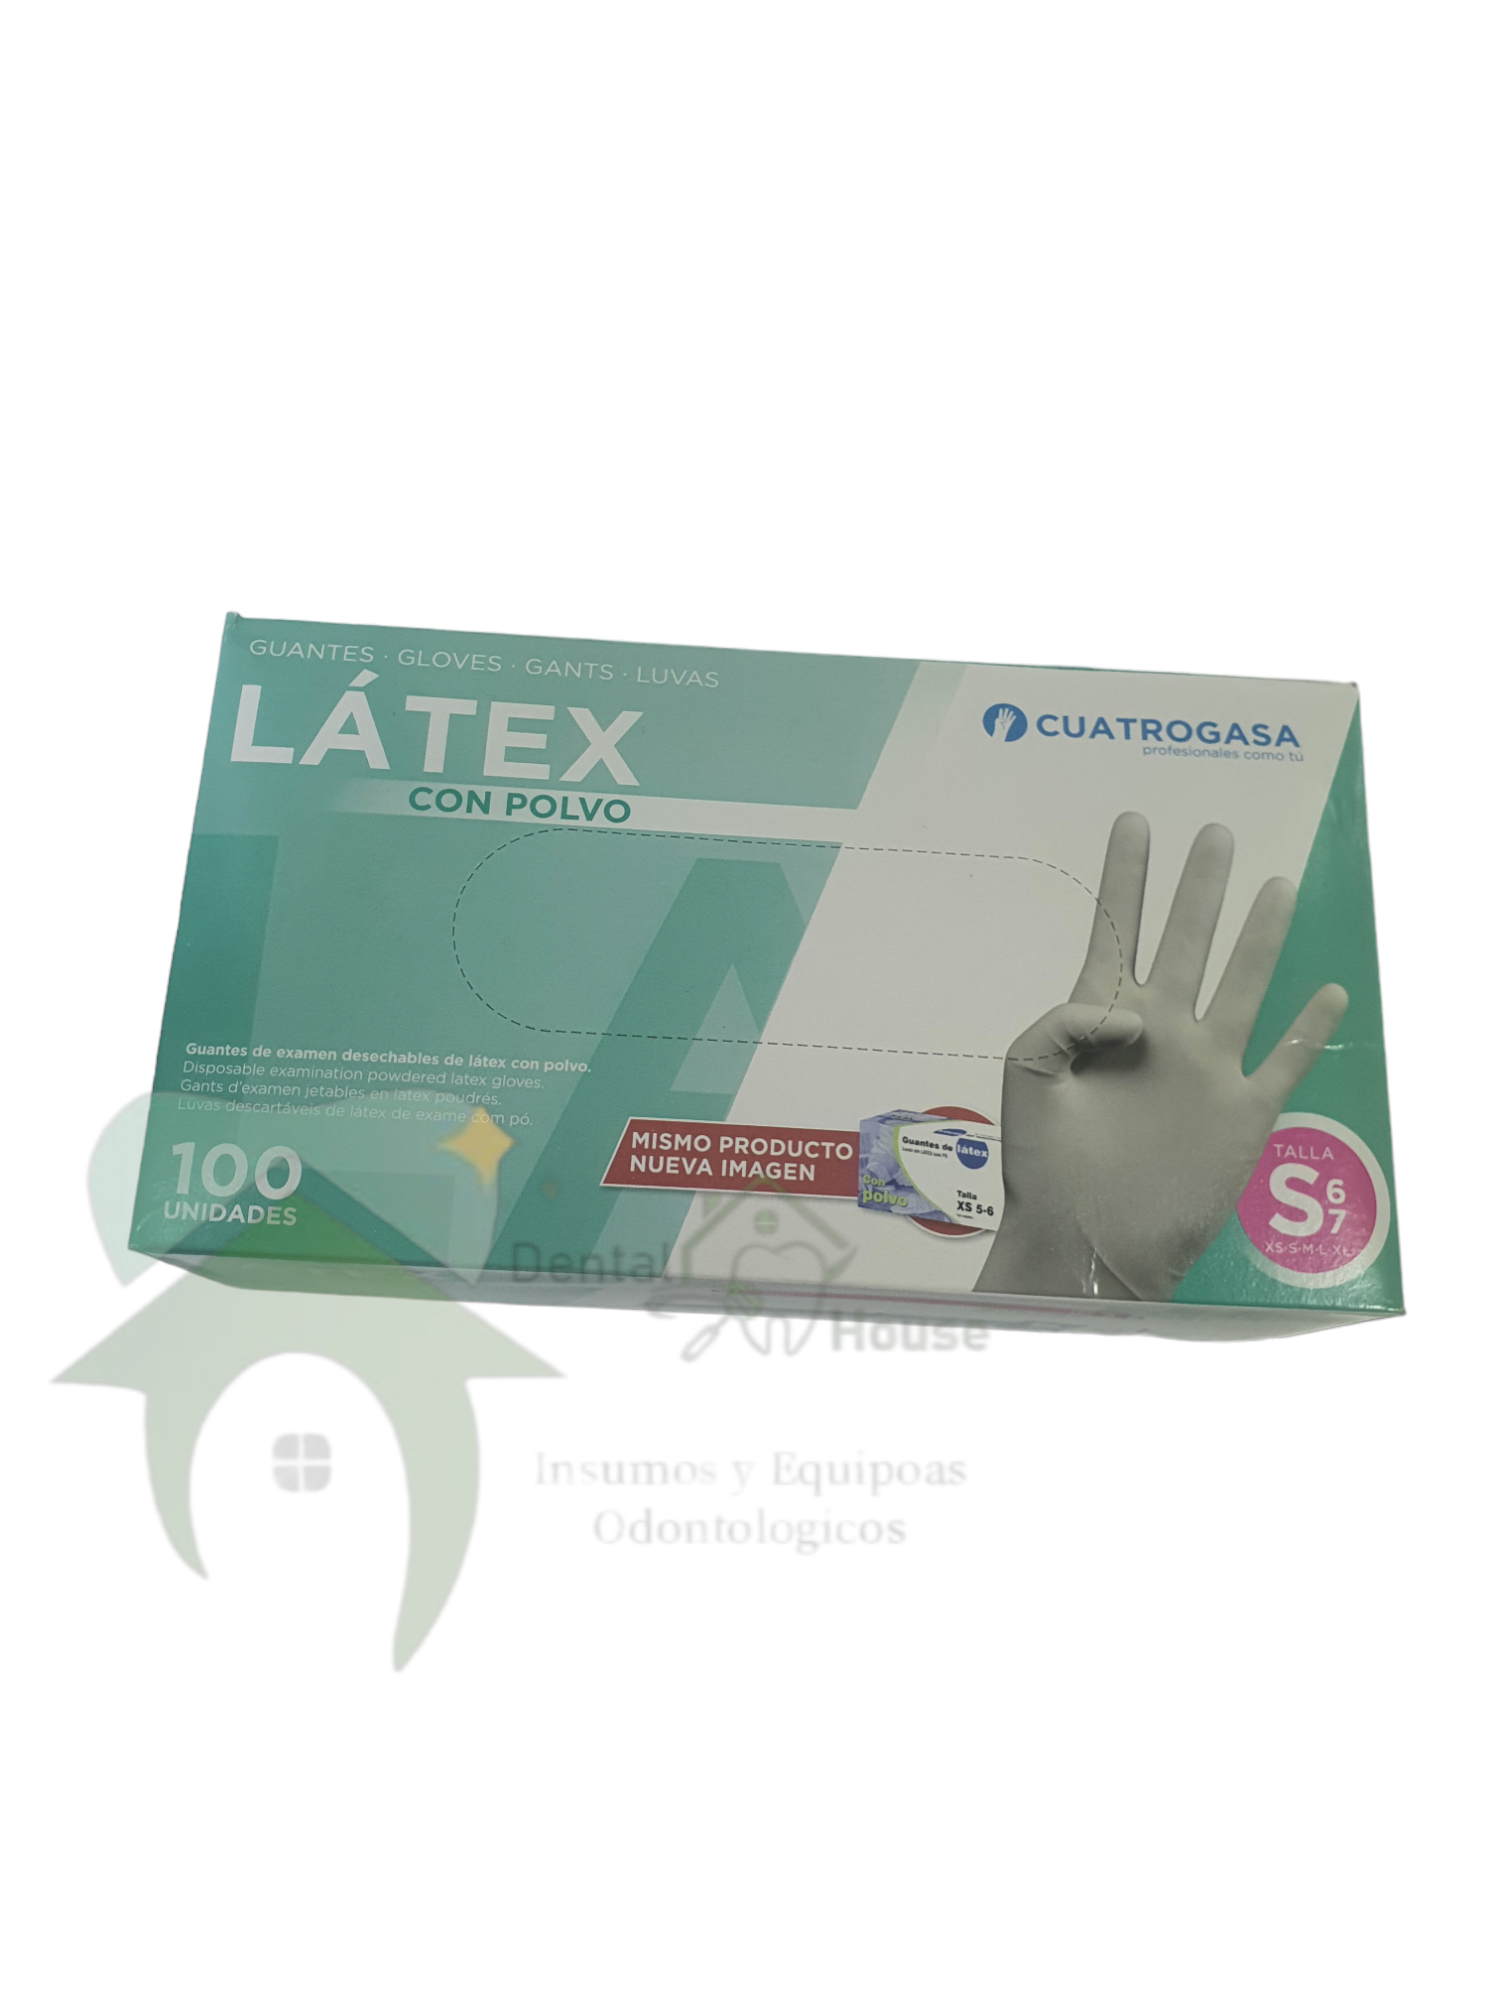 GUANTES · GLOVES · GANTS · LUVAS
LÁTEX
CON POLVO
CUATROGASA
profesionales como tú
Guantes de examen desechables de látex con polvo.
Disposable examination powdered latex gloves.
Gants d'examen jetables en latex poudrés.
Luvas descartáveis de látex de exame com pó.
100
UNIDADES
MISMO PRODUCTO
NUEVA IMAGEN
Guantes de látex
Con
polvo
Talla
XS 5-6
TALLA
S 6
7
XS·S·M·L·XL
Dental
House
Insumos y Equipoas
Odontologicos